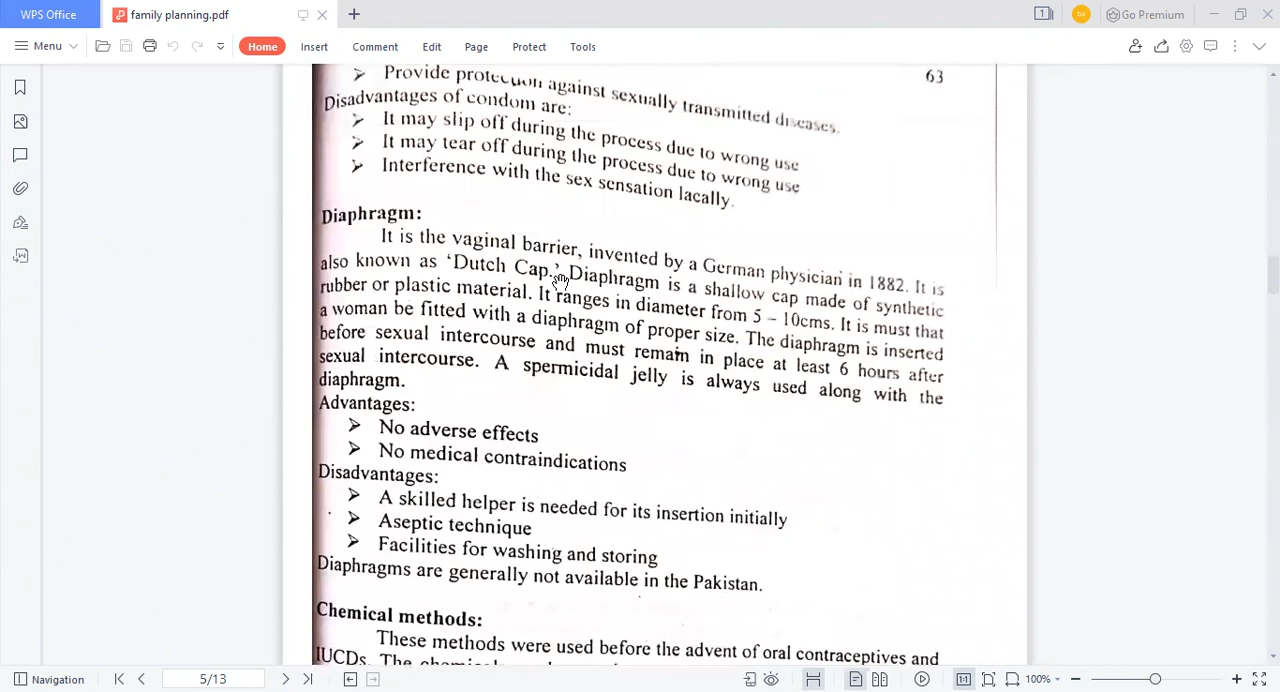 WPS Office
family planning.pdf
Go Premium
Menu
Home
Insert
Comment
Edit
Page
Protect
Tools
63
➢ Provide protection against sexually transmitted diseases.
Disadvantages of condom are:
➢ It may slip off during the process due to wrong use
➢ It may tear off during the process due to wrong use
➢ Interference with the sex sensation lacally.
Diaphragm:
It is the vaginal barrier, invented by a German physician in 1882. It is
also known as ‘Dutch Cap.’ Diaphragm is a shallow cap made of synthetic
rubber or plastic material. It ranges in diameter from 5 – 10cms. It is must that
a woman be fitted with a diaphragm of proper size. The diaphragm is inserted
before sexual intercourse and must remain in place at least 6 hours after
sexual intercourse. A spermicidal jelly is always used along with the
diaphragm.
Advantages:
➢ No adverse effects
➢ No medical contraindications
Disadvantages:
➢ A skilled helper is needed for its insertion initially
➢ Aseptic technique
➢ Facilities for washing and storing
Diaphragms are generally not available in the Pakistan.
Chemical methods:
These methods were used before the advent of oral contraceptives and
IUCDs. The
Navigation
5/13
100%